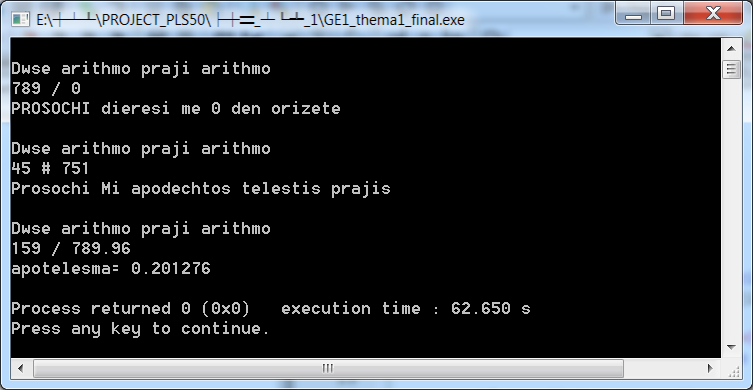 E:\┼┴┴┴\PROJECT_PLS50\ ├┼=_┴ └┴_1\GE1_thema1_final.exe
Dwse arithmo praji arithmo
789 / 0
PROSOCHI dieresi me 0 den orizete
Dwse arithmo praji arithmo
45 # 751
Prosochi Mi apodechtos telestis prajis
Dwse arithmo praji arithmo
159 / 789.96
apotelesma= 0.201276
Process returned 0 (0x0)   execution time : 62.650 s
Press any key to continue.